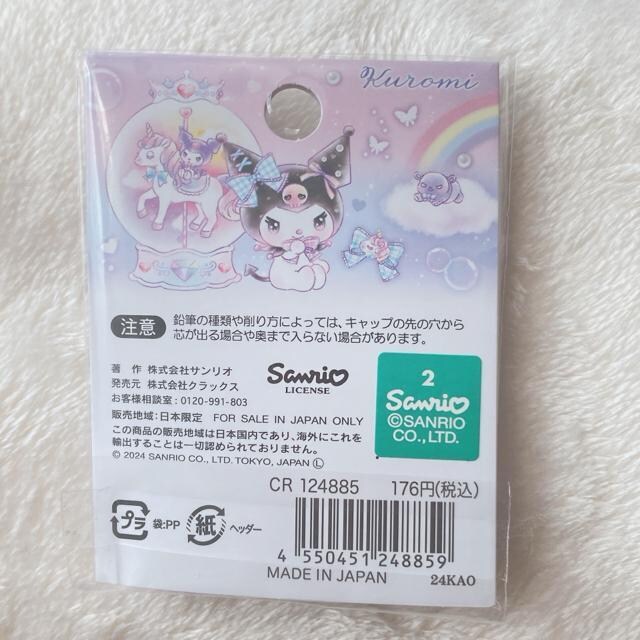 Kuromi
注意
鉛筆の種類や削り方によっては、キャップの先の穴から
芯が出る場合や奥まで入らない場合があります。
著 作 株式会社サンリオ
発売元 株式会社クラックス
お客様相談室：0120-991-803
Sanrio
LICENSE
2
Sanrio
©SANRIO
CO., LTD.
販売地域：日本限定 FOR SALE IN JAPAN ONLY
この商品の販売地域は日本国内であり、海外にこれを
輸出することは一切認められておりません。
© 2024 SANRIO CO., LTD. TOKYO, JAPAN Ⓛ
CR 124885 176円(税込)
プラ 袋:PP 紙 ヘッダー
4 550451 248859
MADE IN JAPAN
24KAO